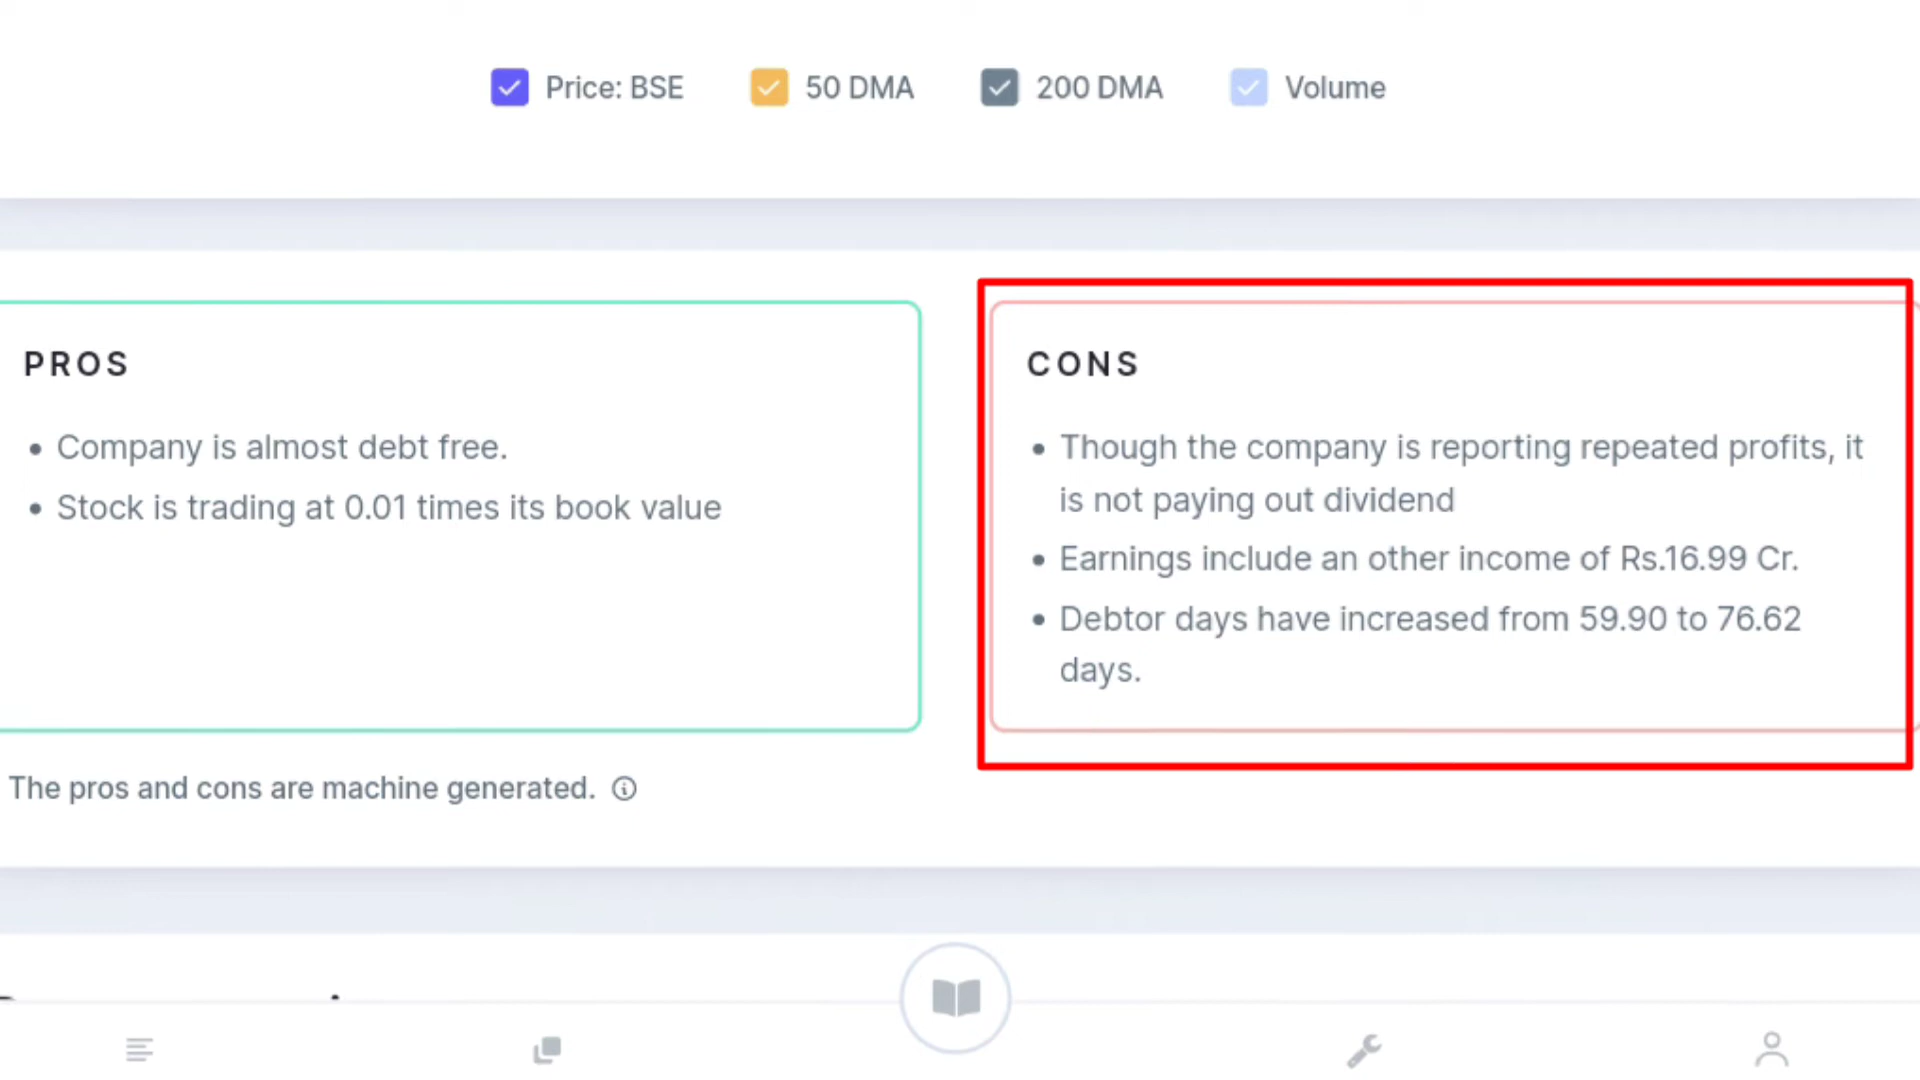 Price: BSE 50 DMA 200 DMA Volume
PROS
Company is almost debt free.
Stock is trading at 0.01 times its book value
CONS
Though the company is reporting repeated profits, it
is not paying out dividend
Earnings include an other income of Rs.16.99 Cr.
Debtor days have increased from 59.90 to 76.62
days.
The pros and cons are machine generated.